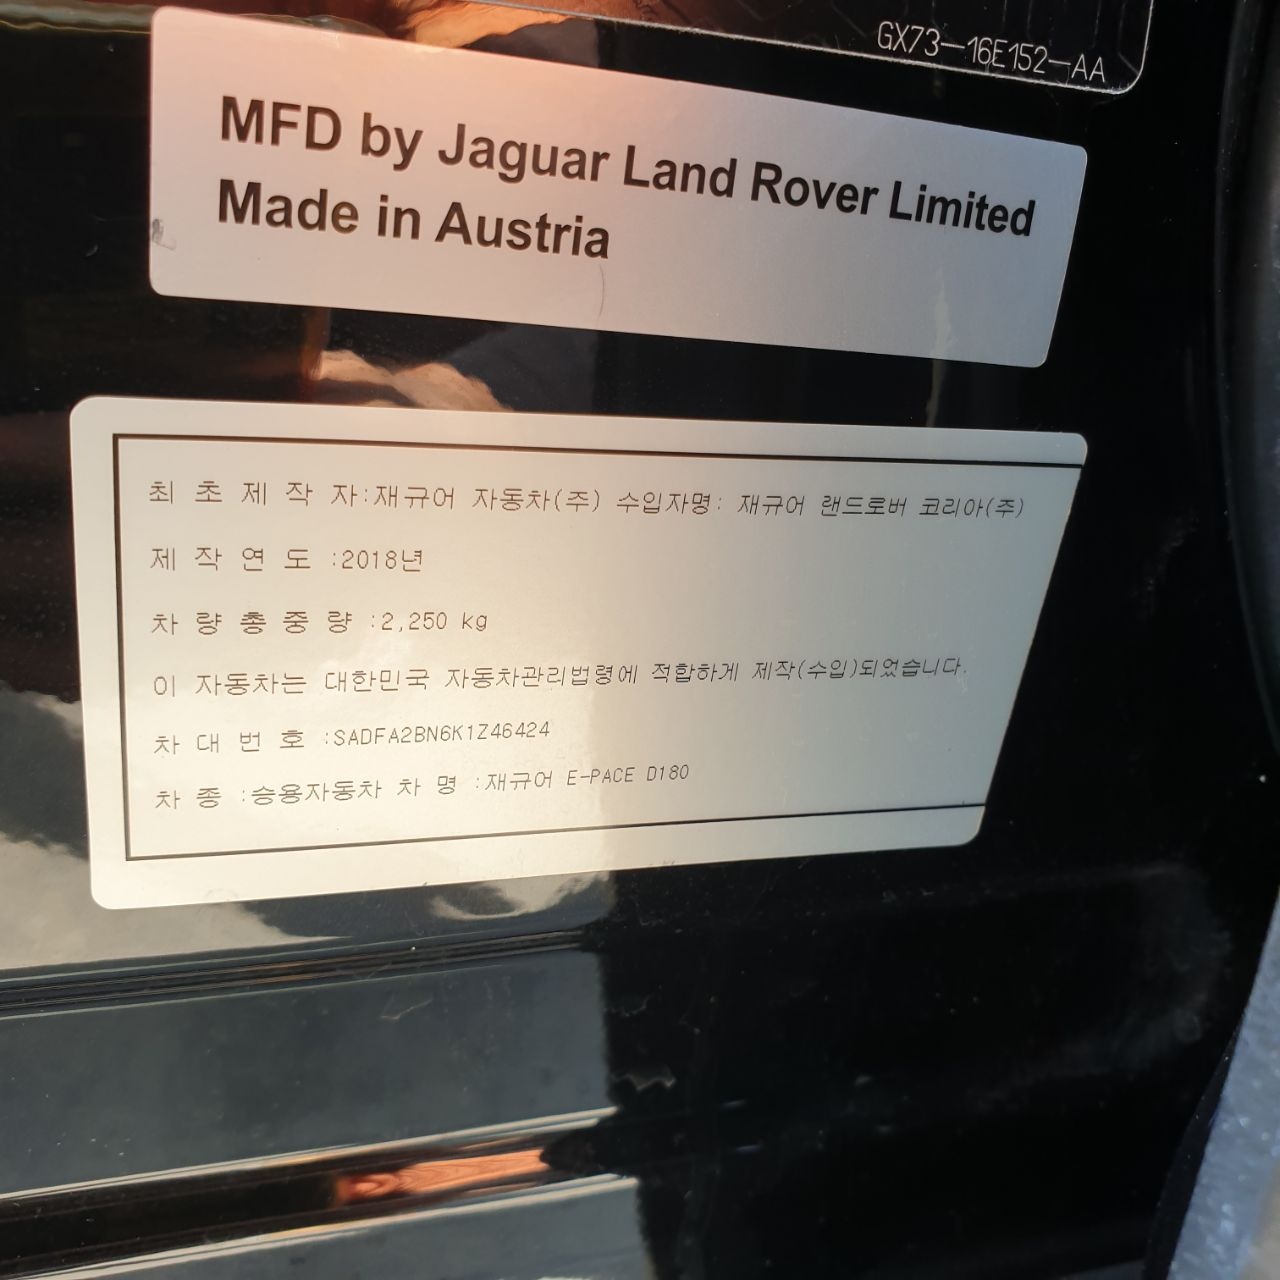 GX73-16E152-AA
MFD by Jaguar Land Rover Limited
Made in Austria
최 초 제 작 자:재규어 자동차(주) 수입자명: 재규어 랜드로버 코리아(주)
제 작 연 도 :2018년
차 량 총 중 량 :2,250 kg
이 자동차는 대한민국 자동차관리법령에 적합하게 제작(수입)되었습니다.
차 대 번 호 :SADFA2BN6K1Z46424
차 종 :승용자동차 차 명 :재규어 E-PACE D180